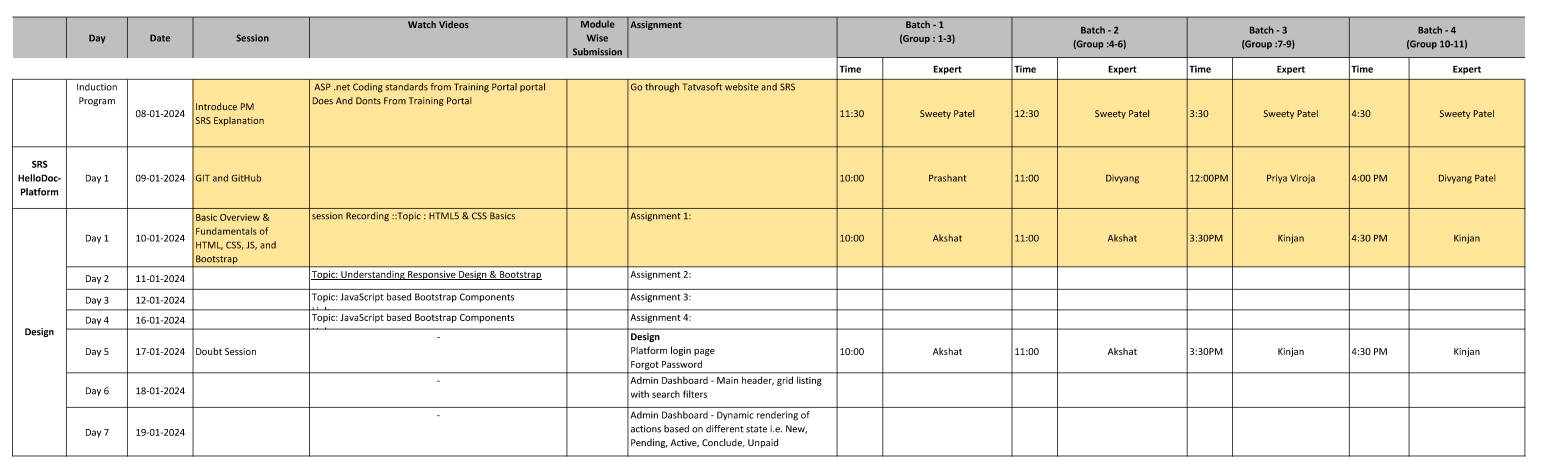 Day Date Session Watch Videos Module Wise Submission Assignment Batch - 1 (Group : 1-3) Batch - 2 (Group :4-6) Batch - 3 (Group :7-9) Batch - 4 (Group 10-11)
Time Expert Time Expert Time Expert Time Expert
Induction Program 08-01-2024 Introduce PM SRS Explanation ASP .net Coding standards from Training Portal portal Does And Donts From Training Portal Go through Tatvasoft website and SRS 11:30 Sweety Patel 12:30 Sweety Patel 3:30 Sweety Patel 4:30 Sweety Patel
SRS HelloDoc-Platform Day 1 09-01-2024 GIT and GitHub 10:00 Prashant 11:00 Divyang 12:00PM Priya Viroja 4:00 PM Divyang Patel
Design
Day 1 10-01-2024 Basic Overview & Fundamentals of HTML, CSS, JS, and Bootstrap session Recording ::Topic : HTML5 & CSS Basics Assignment 1: 10:00 Akshat 11:00 Akshat 3:30PM Kinjan 4:30 PM Kinjan
Day 2 11-01-2024 Topic: Understanding Responsive Design & Bootstrap Assignment 2:
Day 3 12-01-2024 Topic: JavaScript based Bootstrap Components Assignment 3:
Day 4 16-01-2024 Topic: JavaScript based Bootstrap Components Assignment 4:
Day 5 17-01-2024 Doubt Session - Design Platform login page Forgot Password 10:00 Akshat 11:00 Akshat 3:30PM Kinjan 4:30 PM Kinjan
Day 6 18-01-2024 - Admin Dashboard - Main header, grid listing with search filters
Day 7 19-01-2024 - Admin Dashboard - Dynamic rendering of actions based on different state i.e. New, Pending, Active, Conclude, Unpaid